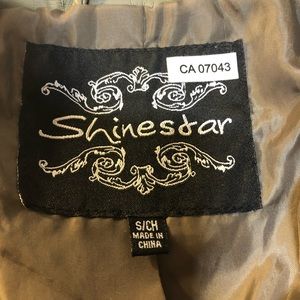 CA 07043
Shinestar
S/CH
MADE IN
CHINA